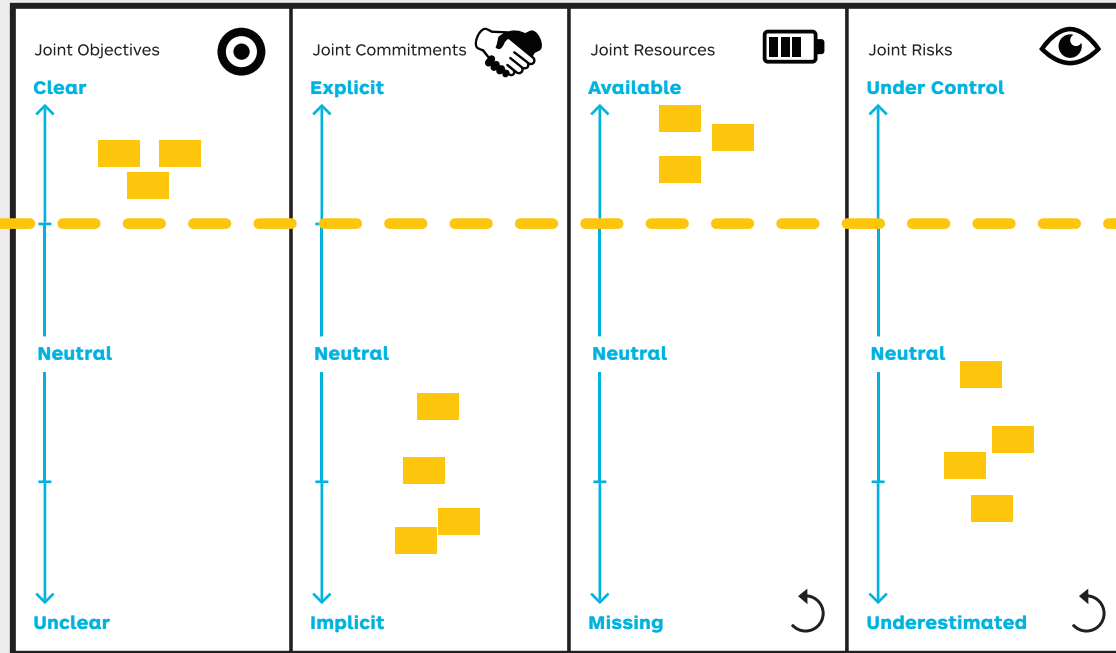 Joint Objectives
Clear
Neutral
Unclear
Joint Commitments
Explicit
Neutral
Implicit
Joint Resources
Available
Neutral
Missing
Joint Risks
Under Control
Neutral
Underestimated